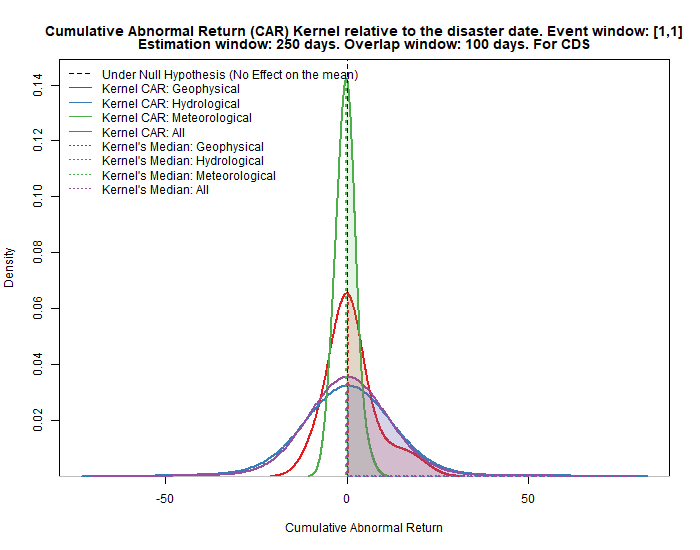 Cumulative Abnormal Return (CAR) Kernel relative to the disaster date. Event window: [1,1]
Estimation window: 250 days. Overlap window: 100 days. For CDS
Under Null Hypothesis (No Effect on the mean)
Kernel CAR: Geophysical
Kernel CAR: Hydrological
Kernel CAR: Meteorological
Kernel CAR: All
Kernel's Median: Geophysical
Kernel's Median: Hydrological
Kernel's Median: Meteorological
Kernel's Median: All
0.14
0.12
0.10
0.08
0.06
0.04
0.02
Density
-50
0
50
Cumulative Abnormal Return